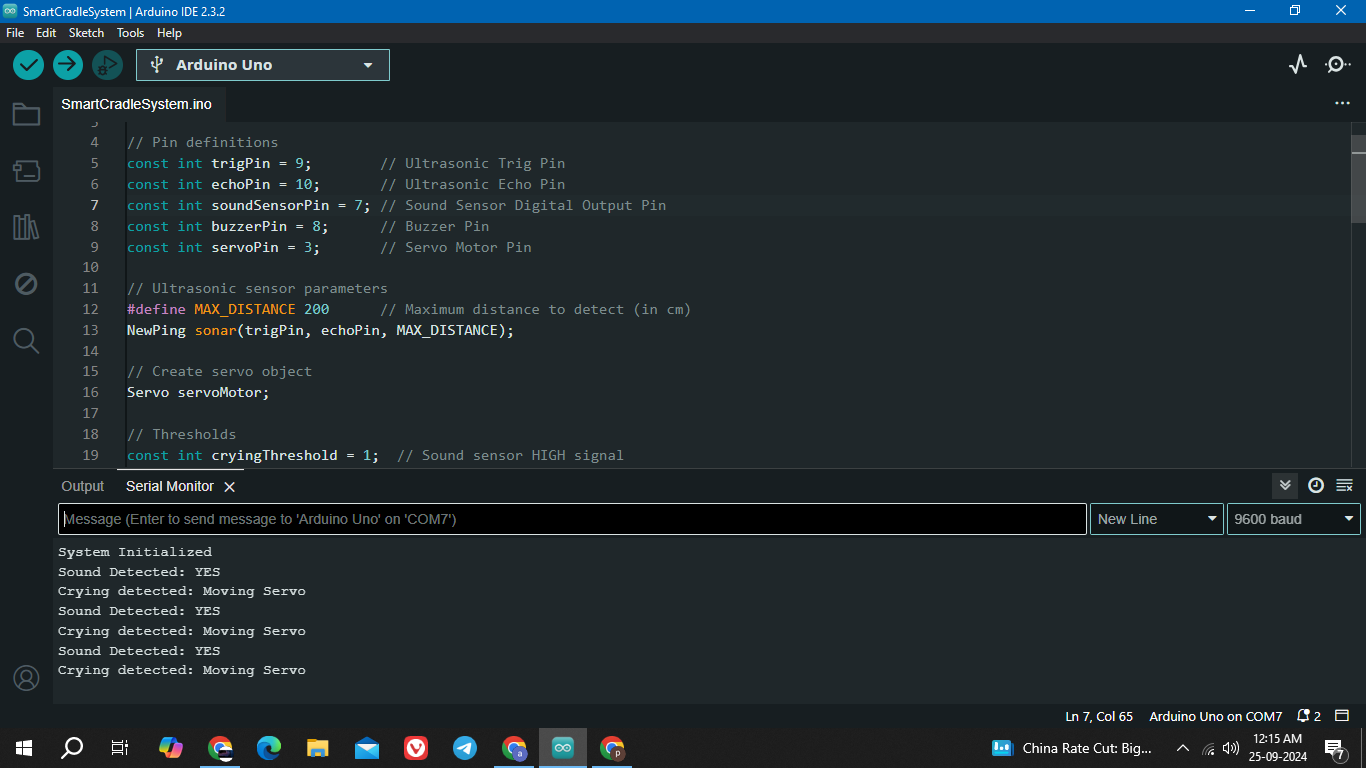 SmartCradleSystem | Arduino IDE 2.3.2
File Edit Sketch Tools Help
Arduino Uno
SmartCradleSystem.ino
4 // Pin definitions
5 const int trigPin = 9; // Ultrasonic Trig Pin
6 const int echoPin = 10; // Ultrasonic Echo Pin
7 const int soundSensorPin = 7; // Sound Sensor Digital Output Pin
8 const int buzzerPin = 8; // Buzzer Pin
9 const int servoPin = 3; // Servo Motor Pin
10
11 // Ultrasonic sensor parameters
12 #define MAX_DISTANCE 200 // Maximum distance to detect (in cm)
13 NewPing sonar(trigPin, echoPin, MAX_DISTANCE);
14
15 // Create servo object
16 Servo servoMotor;
17
18 // Thresholds
19 const int cryingThreshold = 1; // Sound sensor HIGH signal
Output Serial Monitor
Message (Enter to send message to 'Arduino Uno' on 'COM7') New Line 9600 baud
System Initialized
Sound Detected: YES
Crying detected: Moving Servo
Sound Detected: YES
Crying detected: Moving Servo
Sound Detected: YES
Crying detected: Moving Servo
Ln 7, Col 65 Arduino Uno on COM7 2
China Rate Cut: Big... 12:15 AM
25-09-2024 7